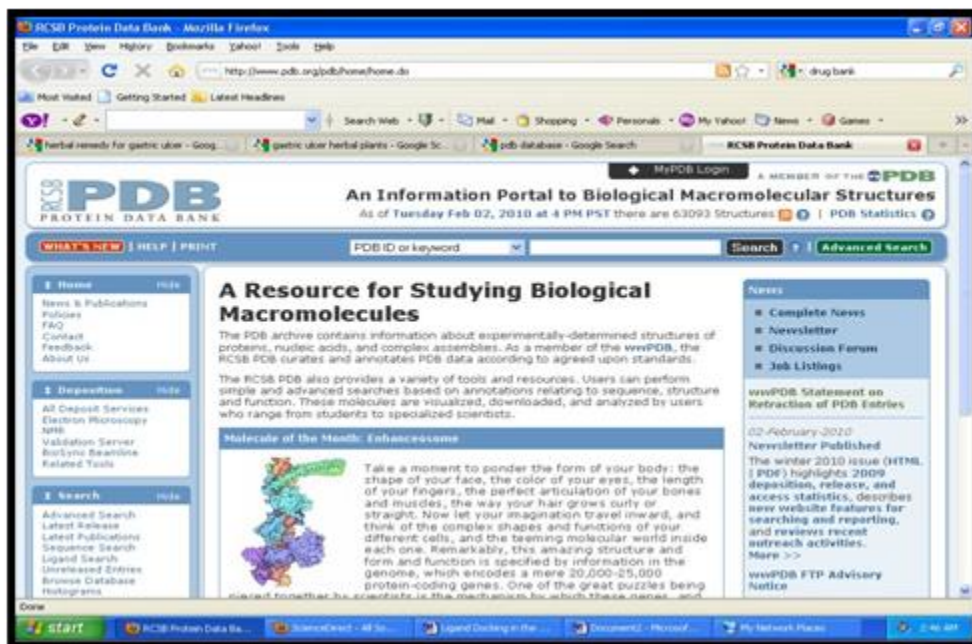 RCSB Protein Data Bank - Mozilla Firefox
File Edit View History Bookmarks Yahoo! Tools Help
http://www.pdb.org/pdb/home/home.do
drug bank
Most Visited Getting Started Latest Headlines
Search Web Mail Shopping Personals My Yahoo! News Games
herbal remedy for gastric ulcer - Goog...
gastric ulcer herbal plants - Google Sc...
pdb database - Google Search
RCSB Protein Data Bank
MyPDB Login
A MEMBER OF THE PDB
RCSB PDB
PROTEIN DATA BANK
An Information Portal to Biological Macromolecular Structures
As of Tuesday Feb 02, 2010 at 4 PM PST there are 63093 Structures | PDB Statistics
WHAT'S NEW | HELP | PRINT
PDB ID or keyword
Search ? | Advanced Search
Home Hide
News & Publications
Policies
FAQ
Contact
Feedback
About Us
Deposition Hide
All Deposit Services
Electron Microscopy
NMR
Validation Server
BioSync Beamline
Related Tools
Search Hide
Advanced Search
Latest Release
Latest Publications
Sequence Search
Ligand Search
Unreleased Entries
Browse Database
Histograms
A Resource for Studying Biological
Macromolecules
The PDB archive contains information about experimentally-determined structures of
proteins, nucleic acids, and complex assemblies. As a member of the wwPDB, the
RCSB PDB curates and annotates PDB data according to agreed upon standards.
The RCSB PDB also provides a variety of tools and resources. Users can perform
simple and advanced searches based on annotations relating to sequence, structure
and function. These molecules are visualized, downloaded, and analyzed by users
who range from students to specialized scientists.
Molecule of the Month: Enhanceosome
Take a moment to ponder the form of your body: the
shape of your face, the color of your eyes, the length
of your fingers, the perfect articulation of your bones
and muscles, the way your hair grows curly or
straight. Now let your imagination travel inward, and
think of the complex shapes and functions of your
different cells, and the teeming molecular world inside
each one. Remarkably, this amazing structure and
form and function is specified by information in the
genome, which encodes a mere 20,000-25,000
protein-coding genes. One of the great puzzles being
pieced together by scientists is the mechanism by which these genes, and
News
Complete News
Newsletter
Discussion Forum
Job Listings
wwPDB Statement on
Retraction of PDB Entries
02-February-2010
Newsletter Published
The winter 2010 issue (HTML
| PDF) highlights 2009
deposition, release, and
access statistics, describes
new website features for
searching and reporting,
and reviews recent
outreach activities.
More >>
wwPDB FTP Advisory
Notice
Done
start
RCSB Protein Data Ba...
ScienceDirect - All So...
Ligand Docking in the ...
Document2 - Microsof...
My Network Places
2:46 AM